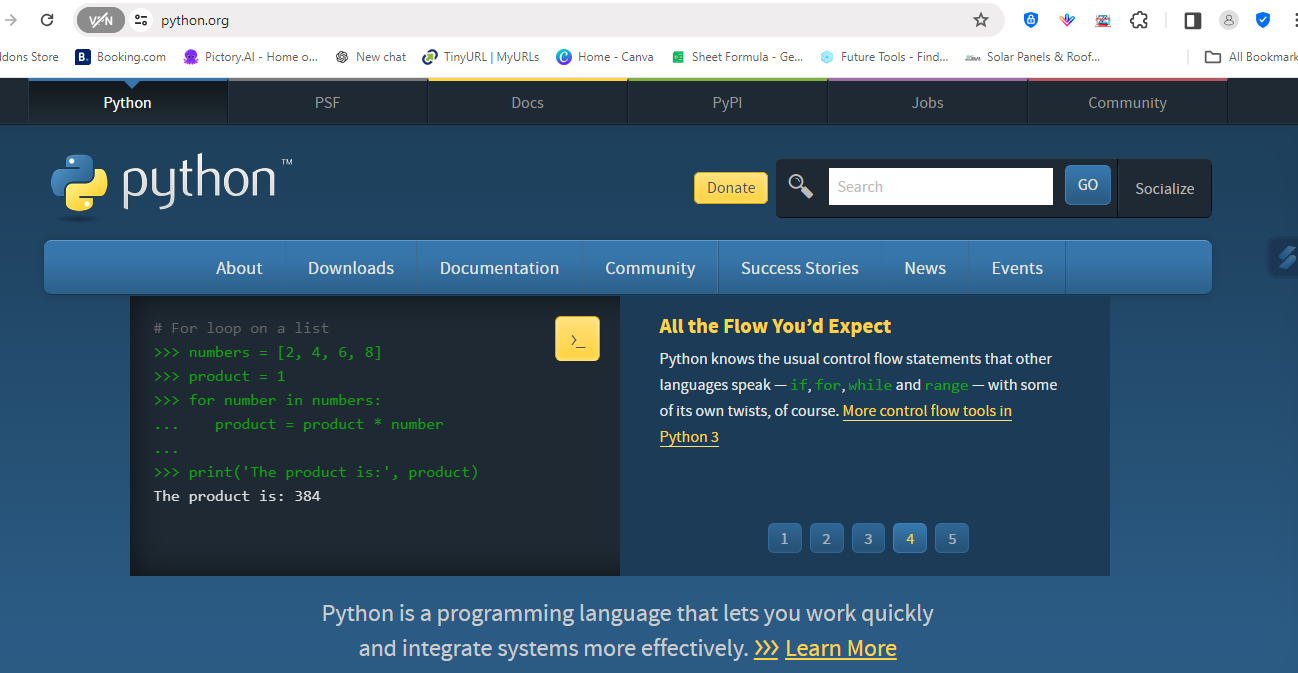 VPN python.org
dons Store Booking.com Pictory.AI - Home o... New chat TinyURL | MyURLs Home - Canva Sheet Formula - Ge... Future Tools - Find... Solar Panels & Roof... All Bookmark
Python PSF Docs PyPI Jobs Community
python™
Donate Search GO Socialize
About Downloads Documentation Community Success Stories News Events
# For loop on a list
>>> numbers = [2, 4, 6, 8]
>>> product = 1
>>> for number in numbers:
...    product = product * number
...
>>> print('The product is:', product)
The product is: 384
>_
All the Flow You’d Expect
Python knows the usual control flow statements that other
languages speak — if, for, while and range — with some
of its own twists, of course. More control flow tools in
Python 3
1 2 3 4 5
Python is a programming language that lets you work quickly
and integrate systems more effectively. >>> Learn More